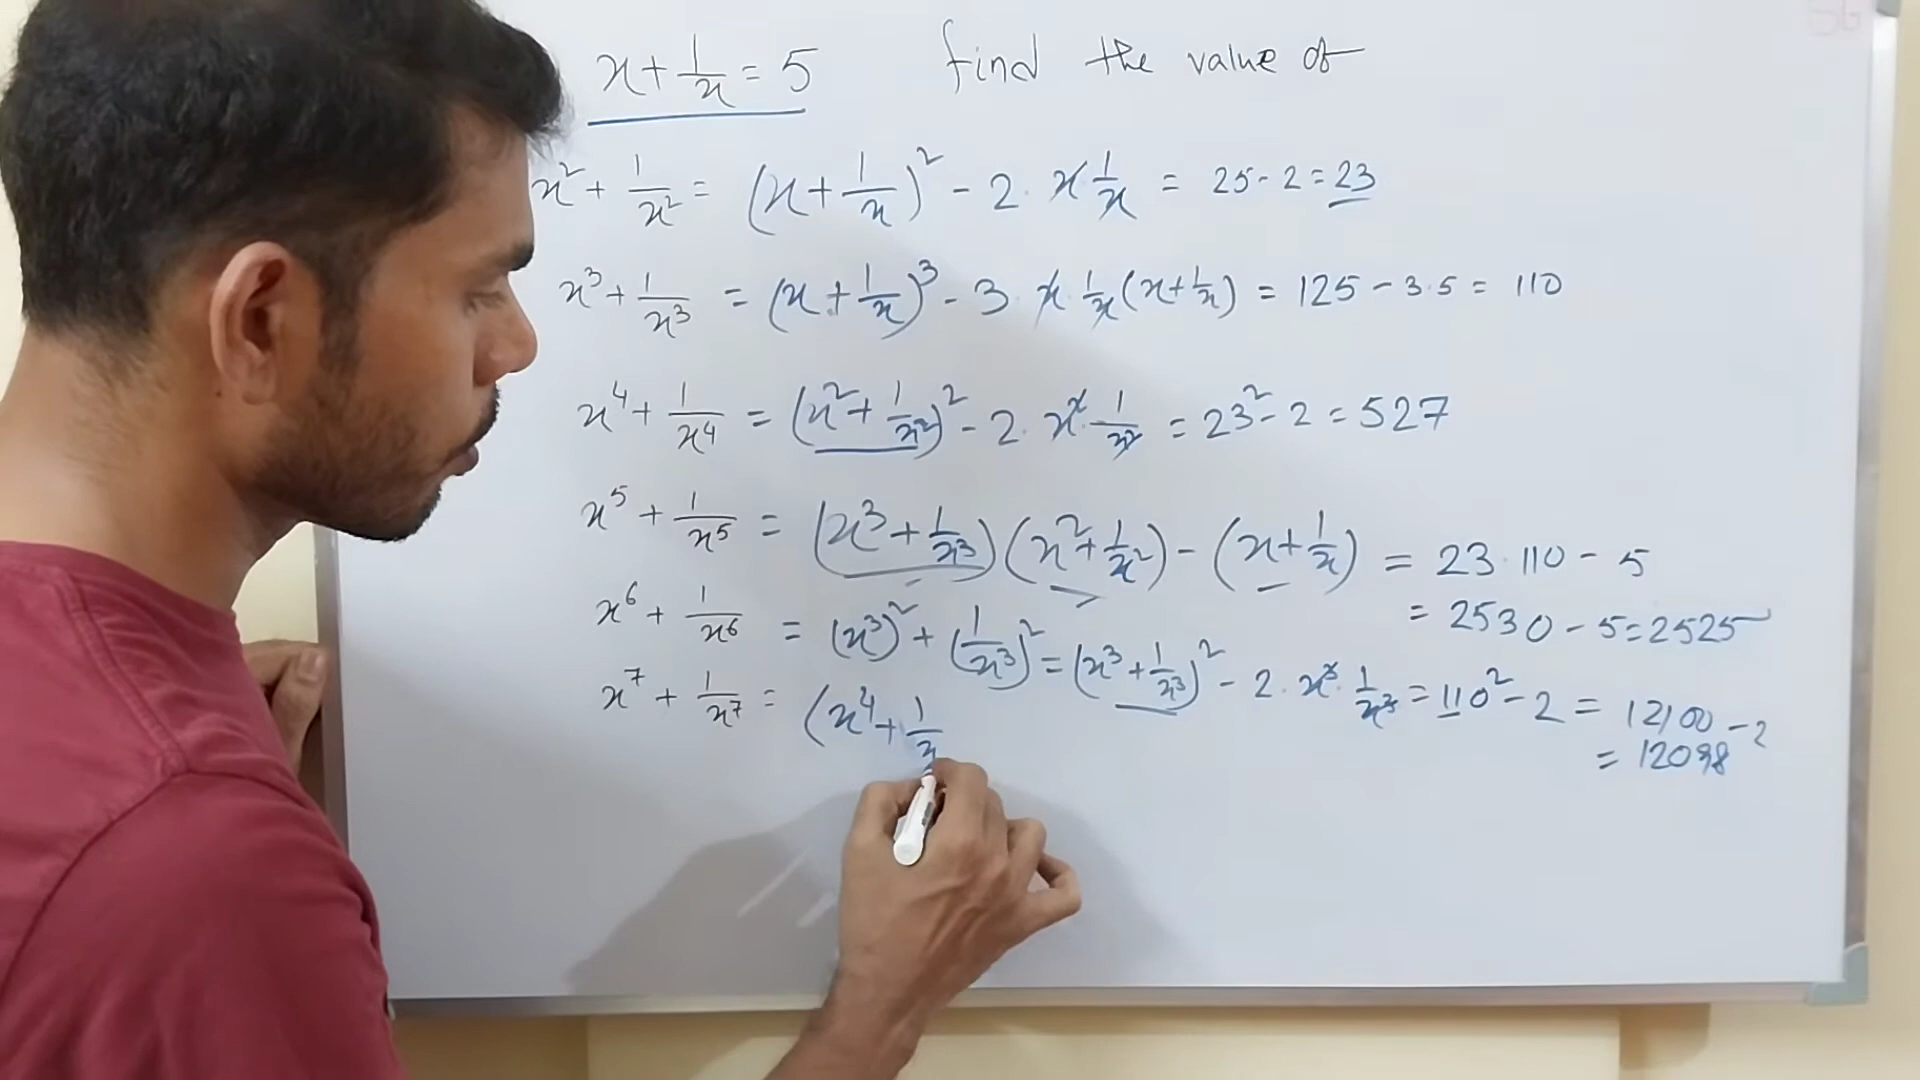 x + 1/x = 5 find the value of
x² + 1/x² = (x + 1/x)² - 2 · x · 1/x = 25 - 2 = 23
x³ + 1/x³ = (x + 1/x)³ - 3 · x · 1/x (x + 1/x) = 125 - 3·5 = 110
x⁴ + 1/x⁴ = (x² + 1/x²)² - 2 · x² · 1/x² = 23² - 2 = 527
x⁵ + 1/x⁵ = (x³ + 1/x³)(x² + 1/x²) - (x + 1/x) = 23·110 - 5
= 2530 - 5 = 2525
x⁶ + 1/x⁶ = (x³)² + (1/x³)² = (x³ + 1/x³)² - 2 · x³ · 1/x³ = 110² - 2 = 12100 - 2
= 12098
x⁷ + 1/x⁷ = (x⁴ + 1/x